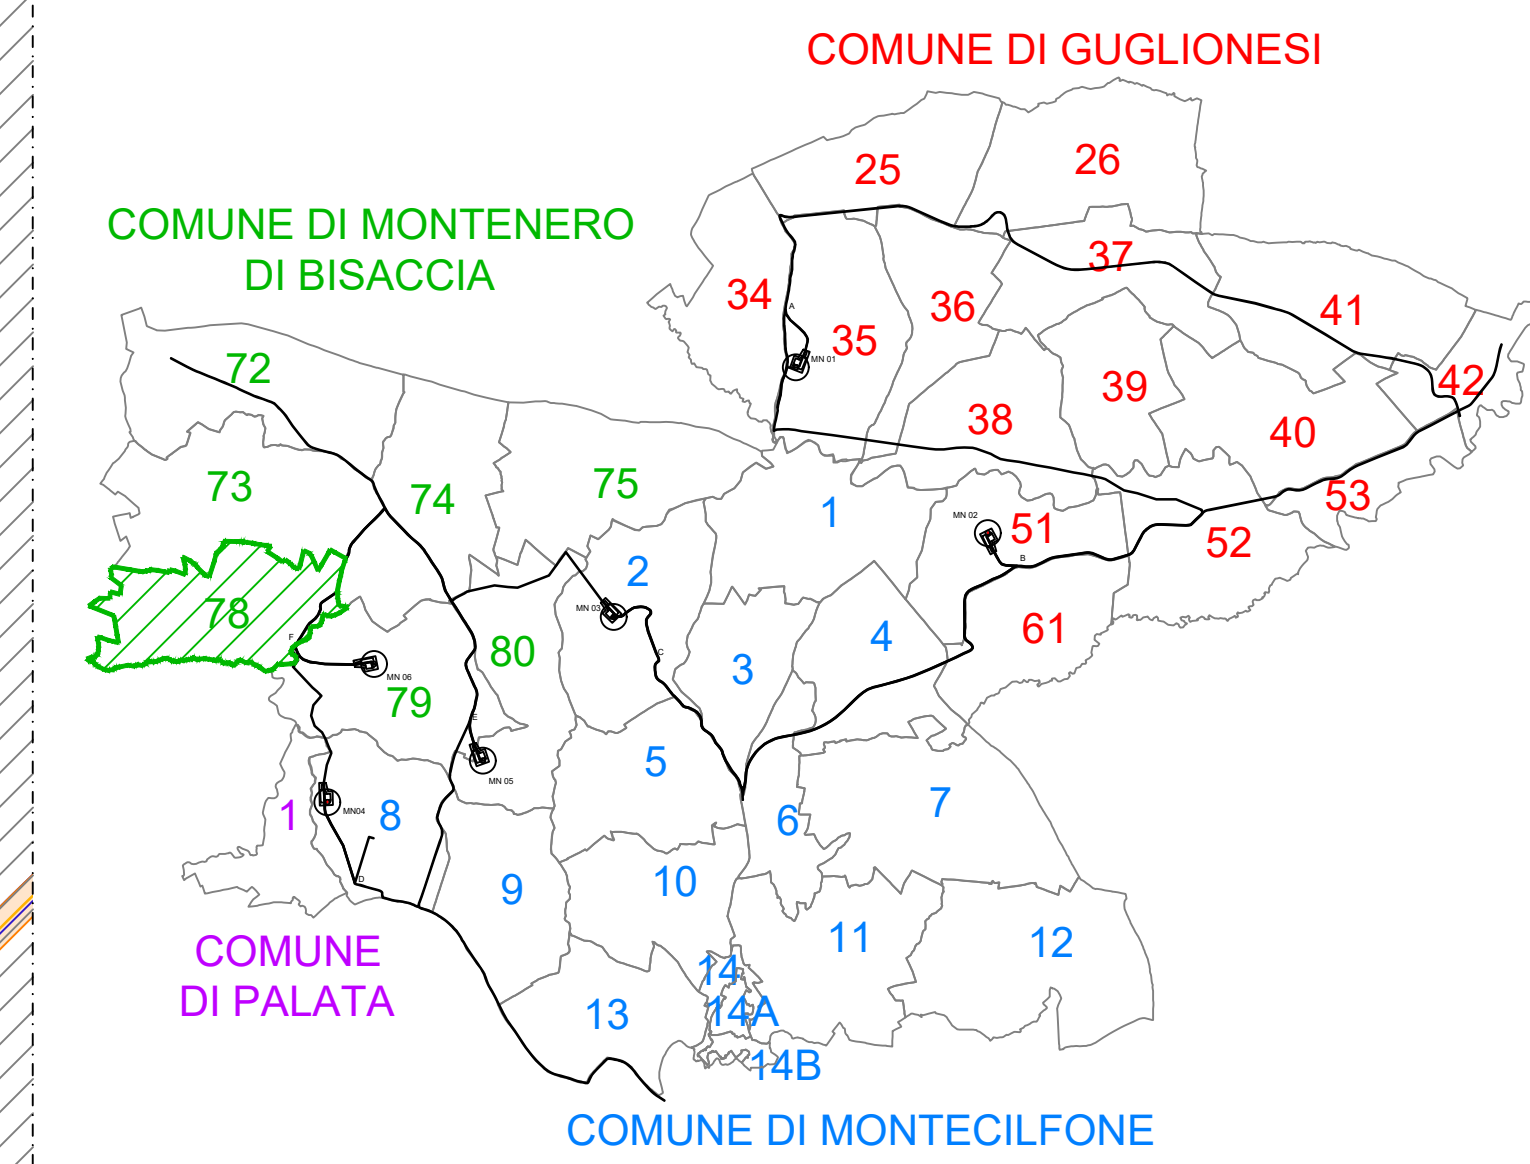 COMUNE DI GUGLIONESI
26
25
COMUNE DI MONTENERO
DI BISACCIA
37
34
A
36
41
35
MN 01
72
42
39
38
40
73
75
74
53
1
MN 02
51
52
B
2
78
MN 03
61
F
4
80
C
3
MN 06
79
E
5
MN 05
7
1
MN04
8
6
D
10
9
11
12
COMUNE
14
DI PALATA
14A
13
14B
COMUNE DI MONTECILFONE